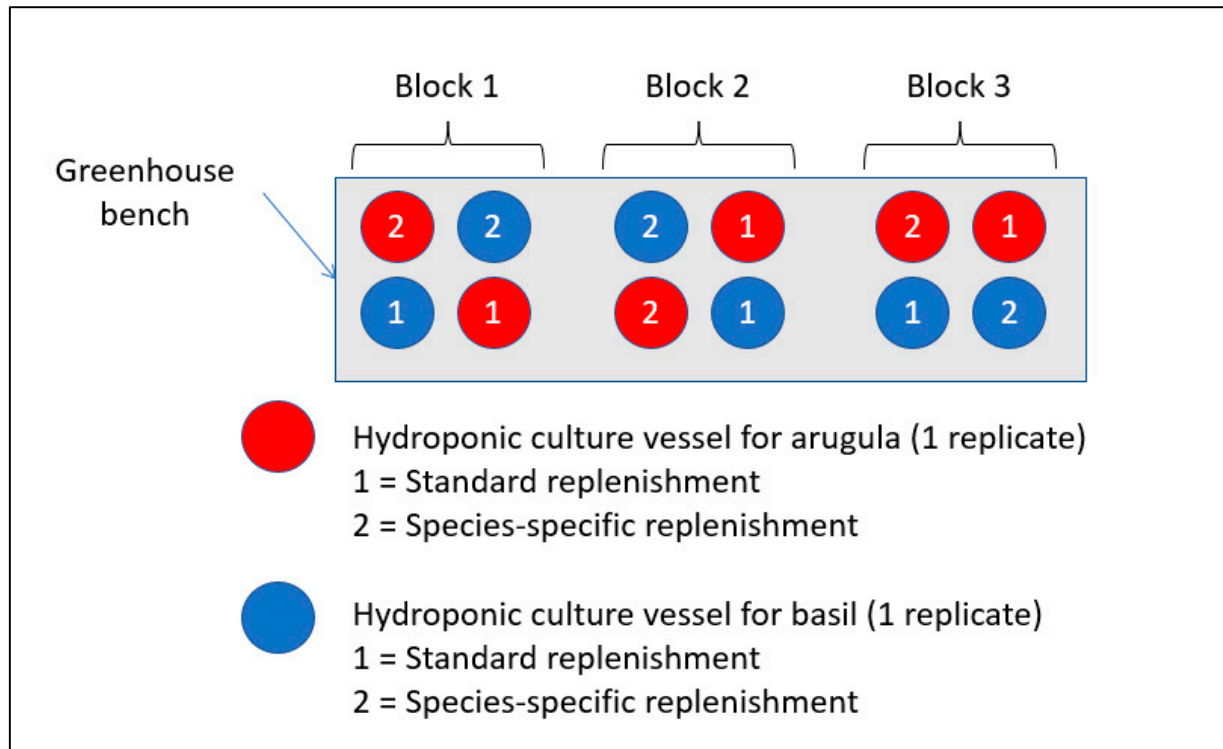 Block 1 Block 2 Block 3
Greenhouse
bench
2 2 2 1 2 1
1 1 2 1 1 2
Hydroponic culture vessel for arugula (1 replicate)
1 = Standard replenishment
2 = Species-specific replenishment
Hydroponic culture vessel for basil (1 replicate)
1 = Standard replenishment
2 = Species-specific replenishment